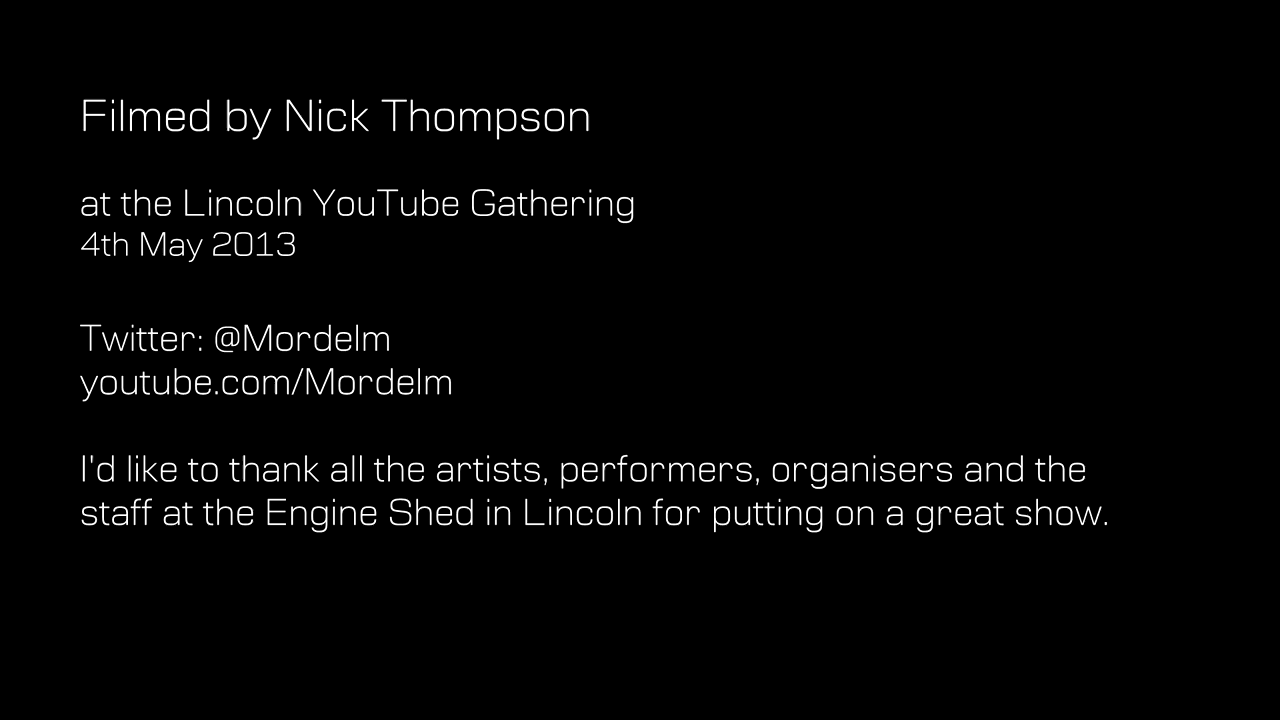 Filmed by Nick Thompson
at the Lincoln YouTube Gathering
4th May 2013
Twitter: @Mordelm
youtube.com/Mordelm
I'd like to thank all the artists, performers, organisers and the
staff at the Engine Shed in Lincoln for putting on a great show.